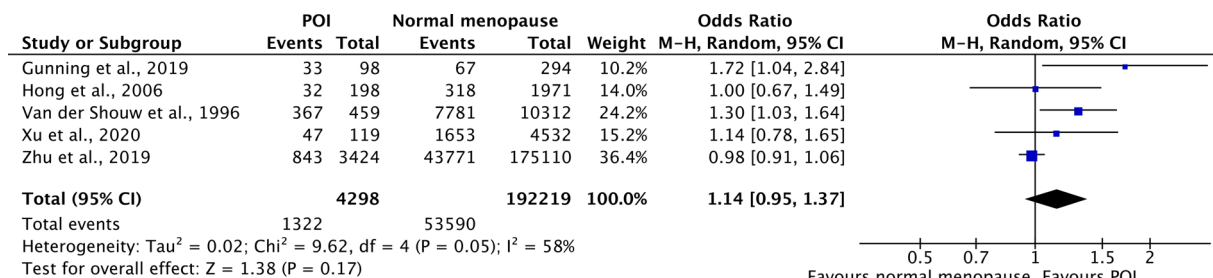 POI Normal menopause Odds Ratio Odds Ratio
Study or Subgroup Events Total Events Total Weight M-H, Random, 95% CI M-H, Random, 95% CI
Gunning et al., 2019 33 98 67 294 10.2% 1.72 [1.04, 2.84]
Hong et al., 2006 32 198 318 1971 14.0% 1.00 [0.67, 1.49]
Van der Shouw et al., 1996 367 459 7781 10312 24.2% 1.30 [1.03, 1.64]
Xu et al., 2020 47 119 1653 4532 15.2% 1.14 [0.78, 1.65]
Zhu et al., 2019 843 3424 43771 175110 36.4% 0.98 [0.91, 1.06]
Total (95% CI) 4298 192219 100.0% 1.14 [0.95, 1.37]
Total events 1322 53590
Heterogeneity: Tau² = 0.02; Chi² = 9.62, df = 4 (P = 0.05); I² = 58%
Test for overall effect: Z = 1.38 (P = 0.17)
0.5 0.7 1 1.5 2
Favours normal menopause Favours POI